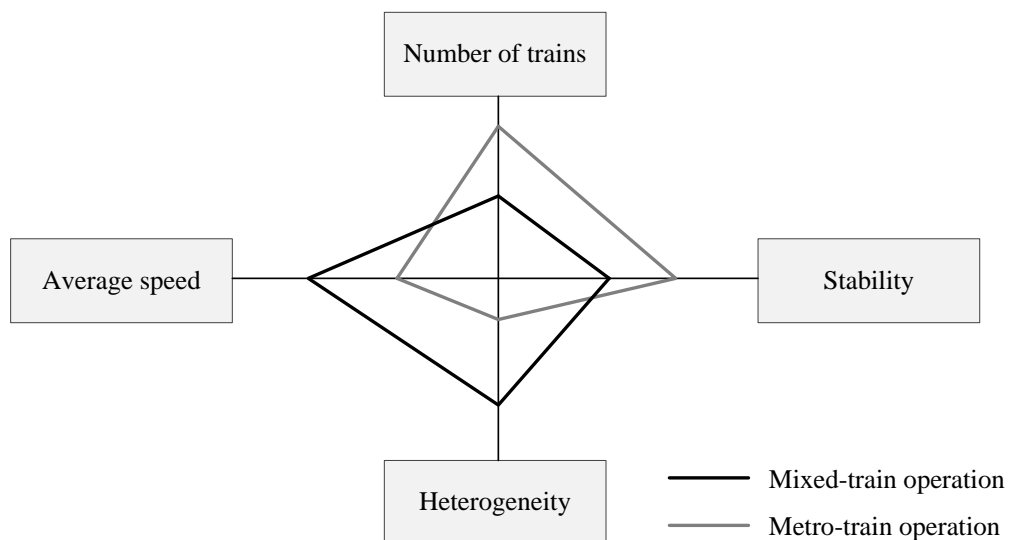 Number of trains
Average speed
Stability
Heterogeneity
Mixed-train operation
Metro-train operation